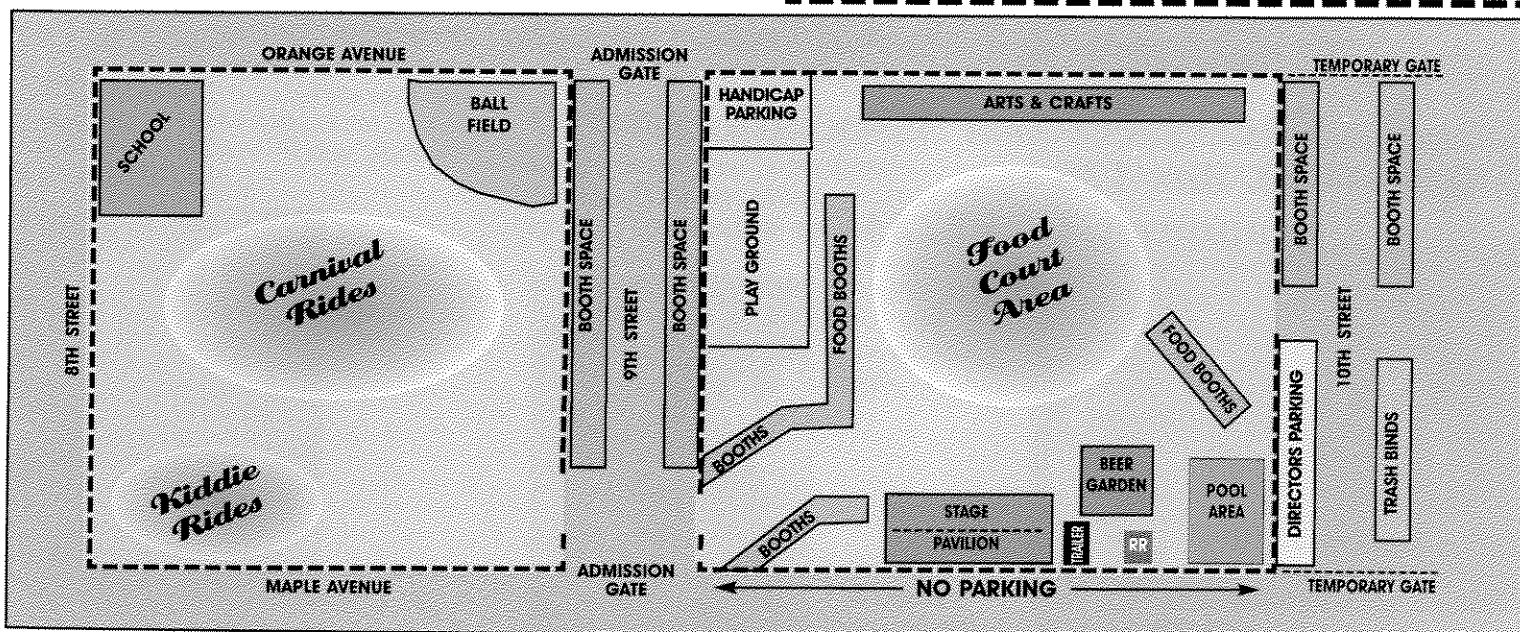 ORANGE AVENUE
ADMISSION
GATE
TEMPORARY GATE
SCHOOL
BALL
FIELD
HANDICAP
PARKING
ARTS & CRAFTS
BOOTH SPACE
BOOTH SPACE
BOOTH SPACE
BOOTH SPACE
PLAY GROUND
FOOD BOOTHS
Carnival
Rides
Food
Court
Area
8TH STREET
9TH STREET
10TH STREET
FOOD BOOTHS
BOOTHS
Kiddie
Rides
BEER
GARDEN
POOL
AREA
DIRECTORS PARKING
TRASH BINDS
BOOTHS
STAGE
PAVILION
TRAILER
RR
MAPLE AVENUE
ADMISSION
GATE
NO PARKING
TEMPORARY GATE